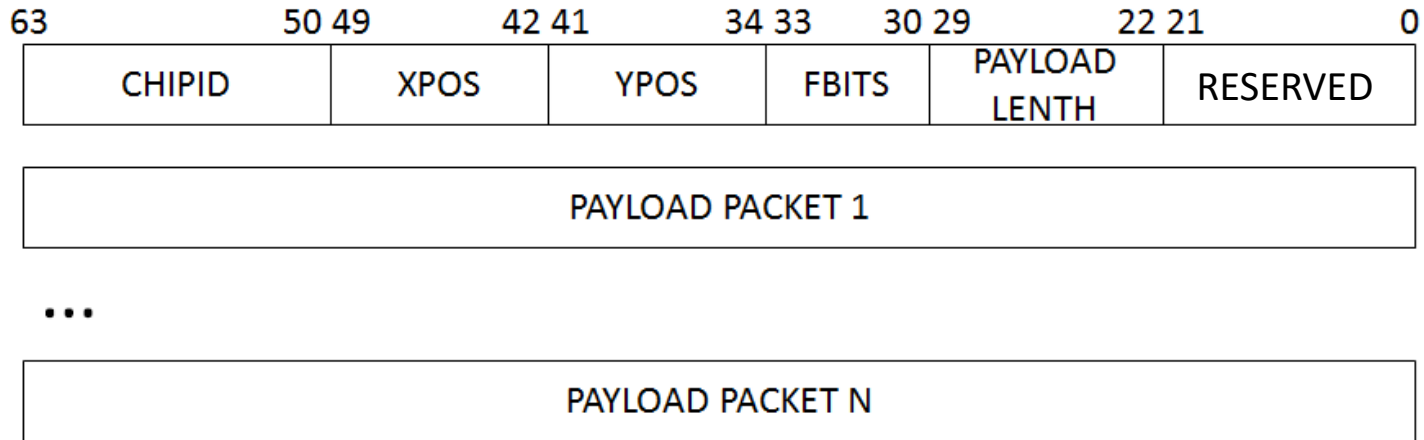 63 50 49 42 41 34 33 30 29 22 21 0
CHIPID XPOS YPOS FBITS PAYLOAD LENTH RESERVED
PAYLOAD PACKET 1
...
PAYLOAD PACKET N